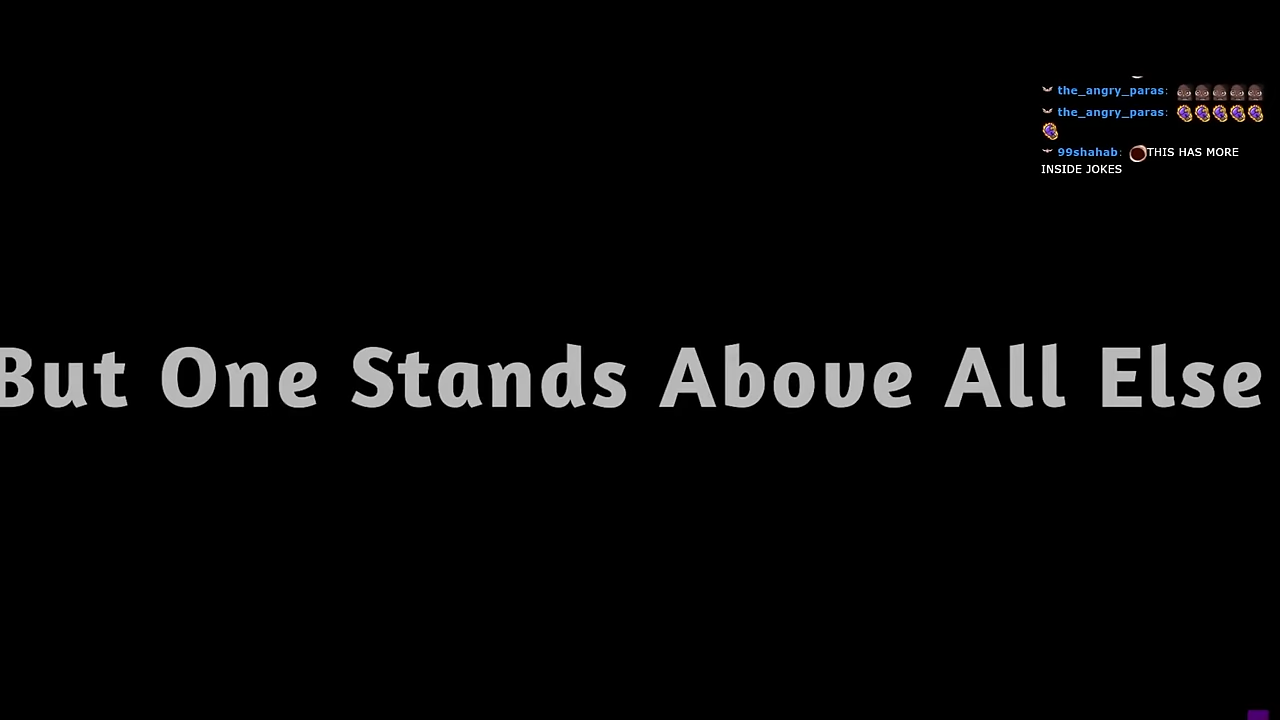 the_angry_paras:
the_angry_paras:
99shahab: THIS HAS MORE
INSIDE JOKES
But One Stands Above All Else